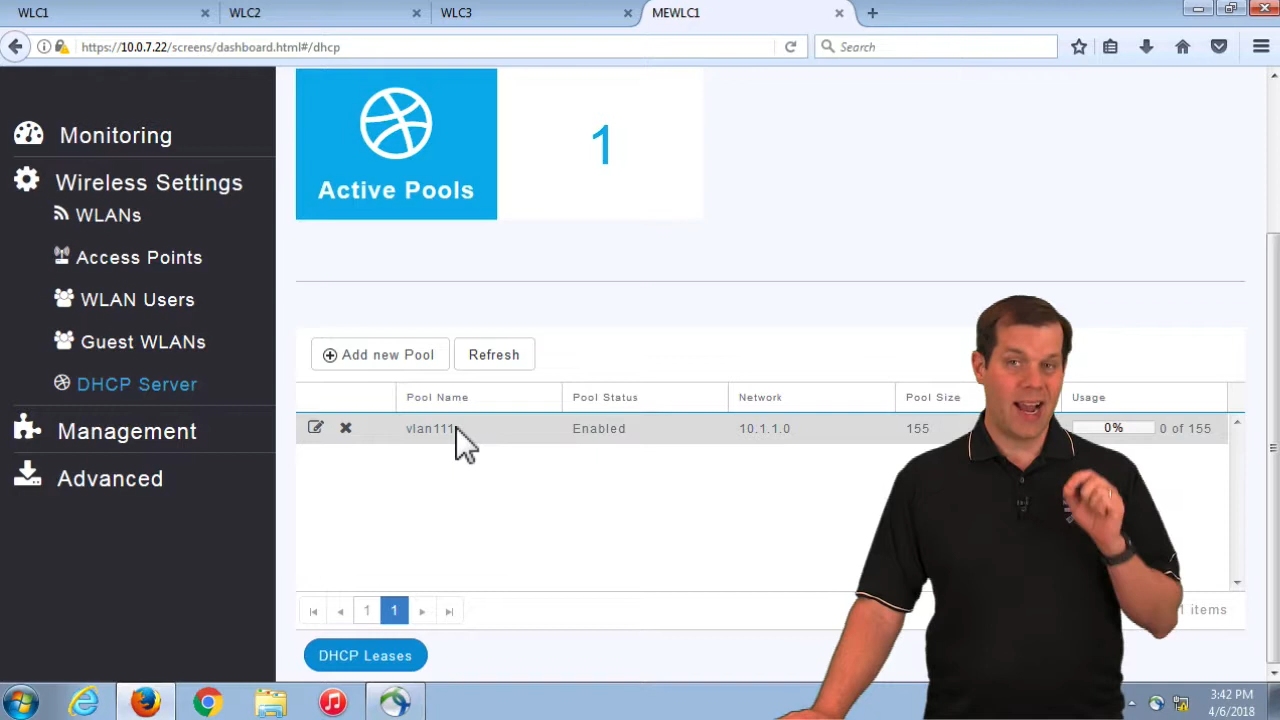 WLC1
WLC2
WLC3
MEWLC1
https://10.0.7.22/screens/dashboard.html#/dhcp
Search
Monitoring
Wireless Settings
WLANs
Access Points
WLAN Users
Guest WLANs
DHCP Server
Management
Advanced
Active Pools
1
Add new Pool
Refresh
Pool Name
Pool Status
Network
Pool Size
Usage
vlan111
Enabled
10.1.1.0
155
0%
0 of 155
1
1
1 items
DHCP Leases
3:42 PM
4/6/2018